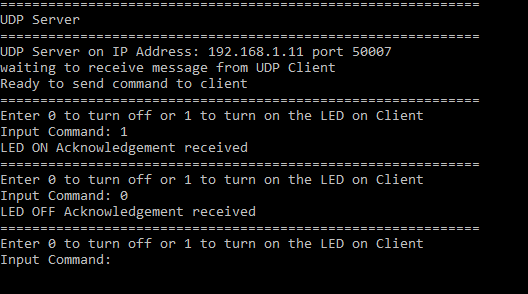 ============================================================
UDP Server
============================================================
UDP Server on IP Address: 192.168.1.11 port 50007
waiting to receive message from UDP Client
Ready to send command to client
============================================================
Enter 0 to turn off or 1 to turn on the LED on Client
Input Command: 1
LED ON Acknowledgement received
============================================================
Enter 0 to turn off or 1 to turn on the LED on Client
Input Command: 0
LED OFF Acknowledgement received
============================================================
Enter 0 to turn off or 1 to turn on the LED on Client
Input Command: